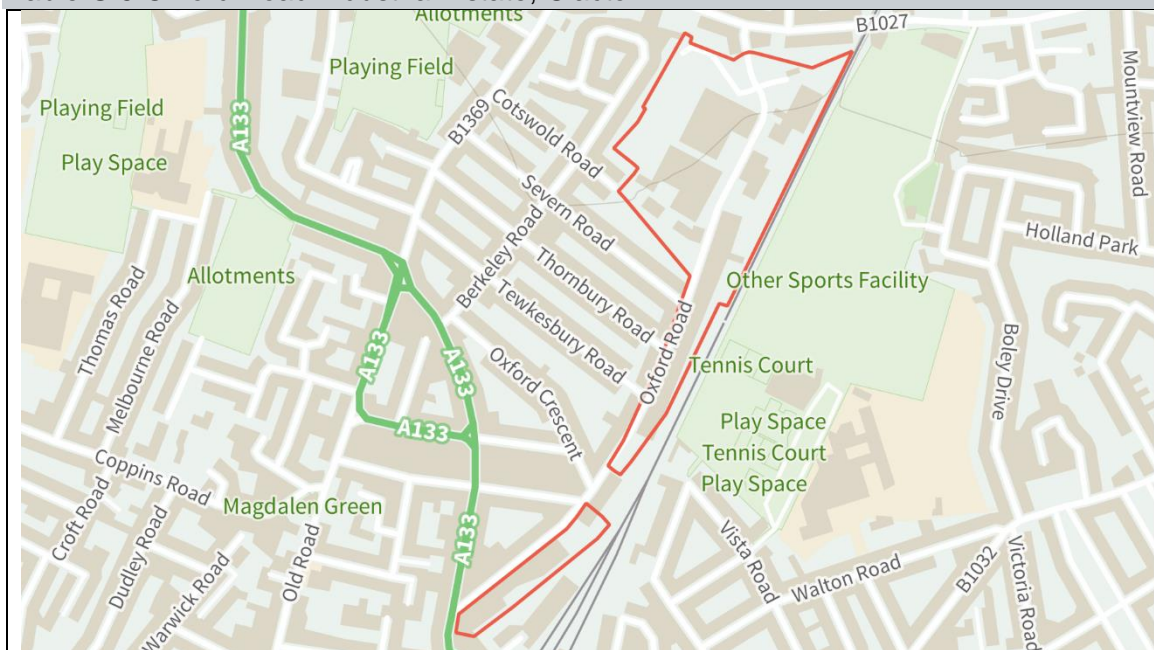 Allotments
B1027
Playing Field
Playing Field
A133
B1369
Cotswold Road
Mountview Road
Play Space
Severn Road
Berkeley Road
Holland Park
Thornbury Road
Allotments
Other Sports Facility
Tewkesbury Road
Thomas Road
Melbourne Road
Oxford Road
A133
A133
Boley Drive
Tennis Court
Oxford Crescent
A133
Play Space
Tennis Court
Play Space
Coppins Road
Magdalen Green
Croft Road
Dudley Road
Old Road
A133
Vista Road
Walton Road
B1032
Victoria Road
Warwick Road